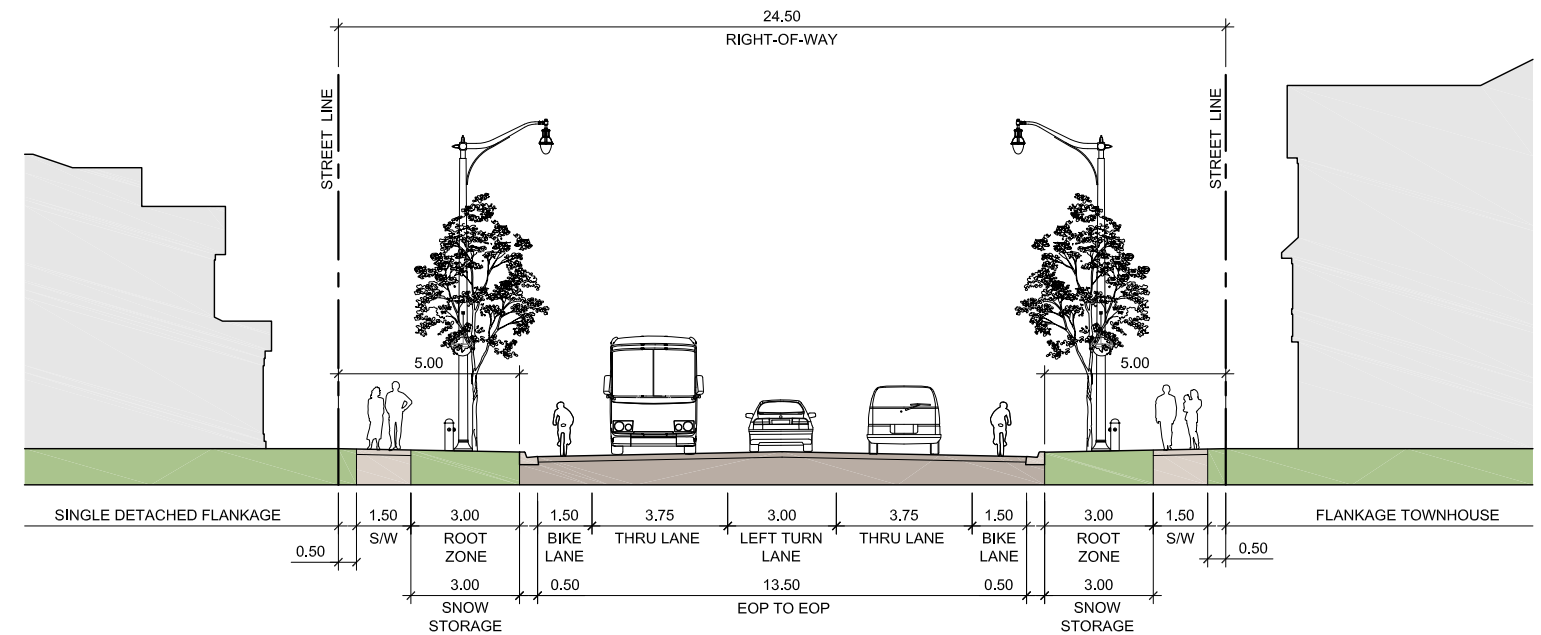 24.50
RIGHT-OF-WAY
STREET LINE
STREET LINE
5.00
5.00
SINGLE DETACHED FLANKAGE
1.50
3.00
1.50
3.75
3.00
3.75
1.50
3.00
1.50
FLANKAGE TOWNHOUSE
S/W
ROOT
ZONE
BIKE
LANE
THRU LANE
LEFT TURN
LANE
THRU LANE
BIKE
LANE
ROOT
ZONE
S/W
0.50
0.50
3.00
0.50
13.50
0.50
3.00
SNOW
STORAGE
EOP TO EOP
SNOW
STORAGE